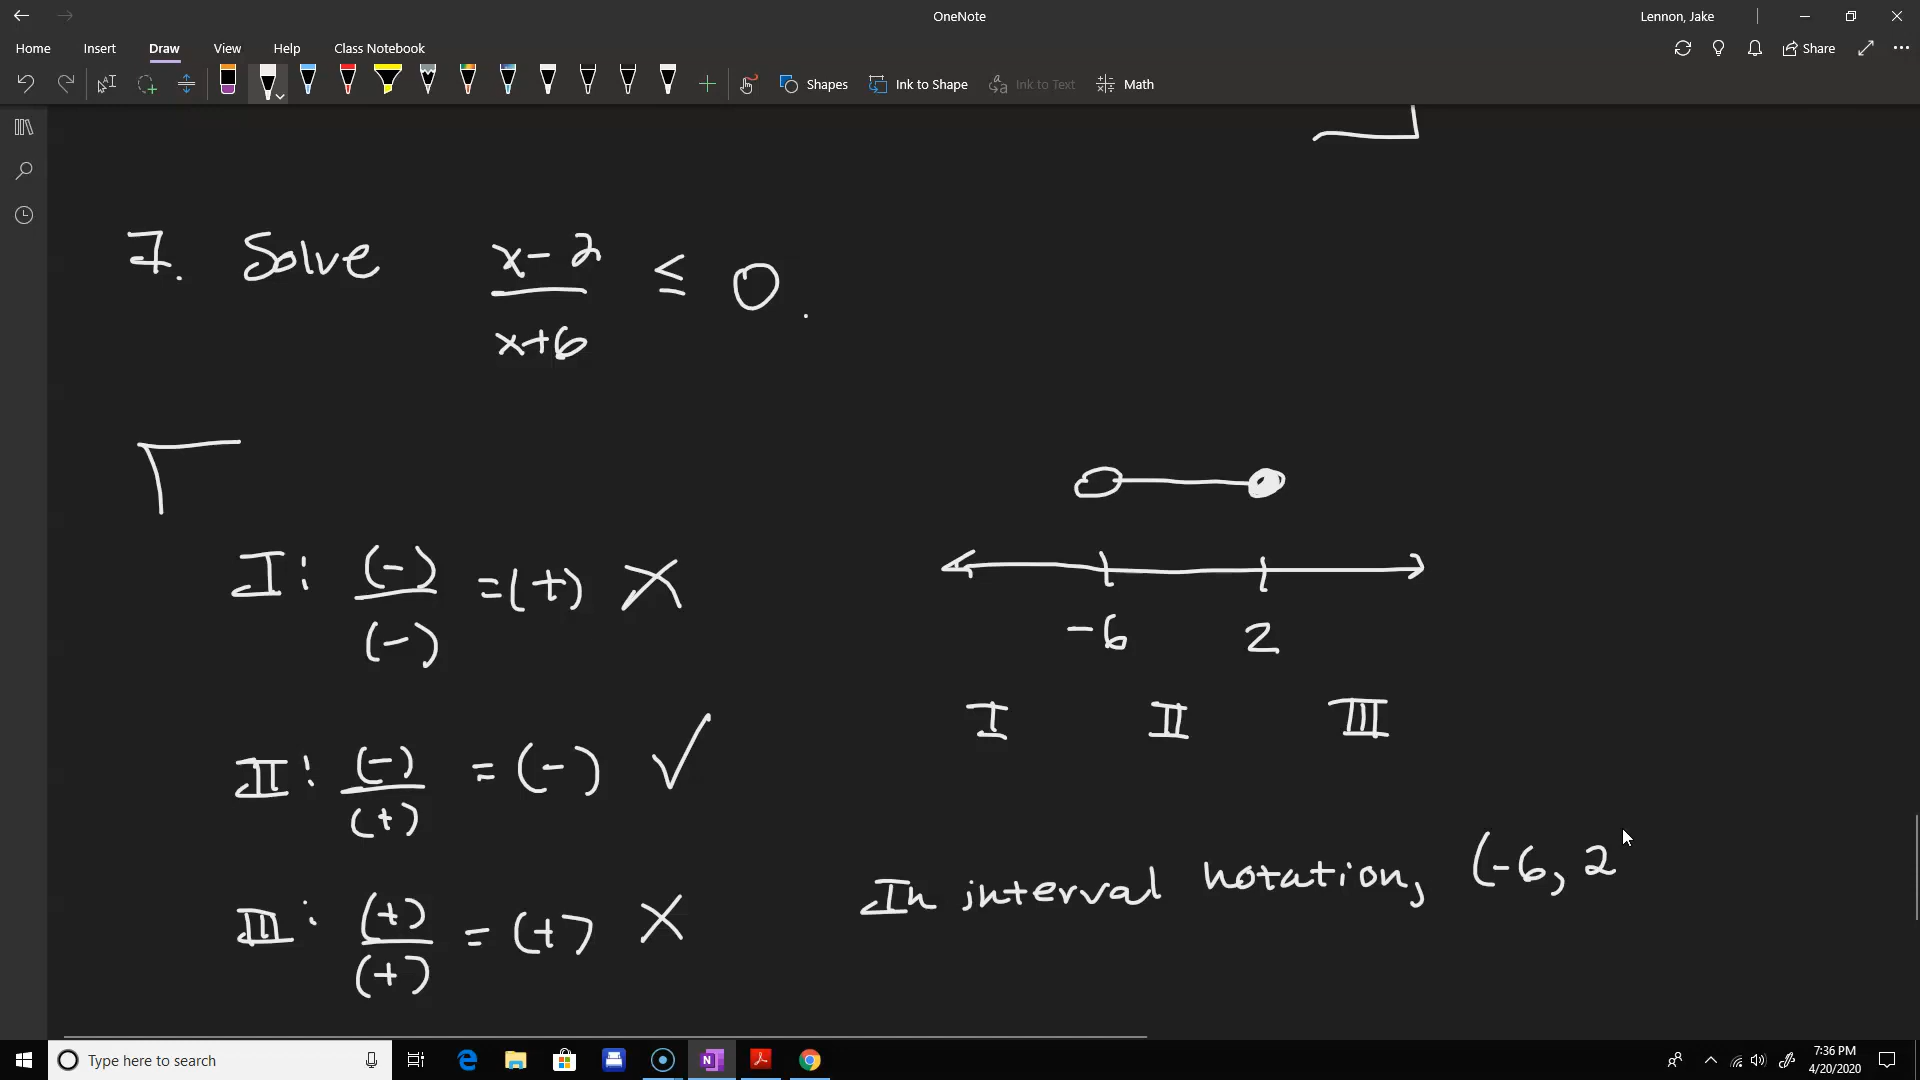 OneNote
Lennon, Jake
Home Insert Draw View Help Class Notebook
Share
Shapes Ink to Shape Ink to Text Math
7. Solve x-2 / x+6 ≤ 0.
I: (-)/(-) = (+) X
-6 2
I II III
II: (-)/(+) = (-) ✓
In interval notation, (-6, 2
III: (+)/(+) = (+) X
Type here to search
7:36 PM
4/20/2020